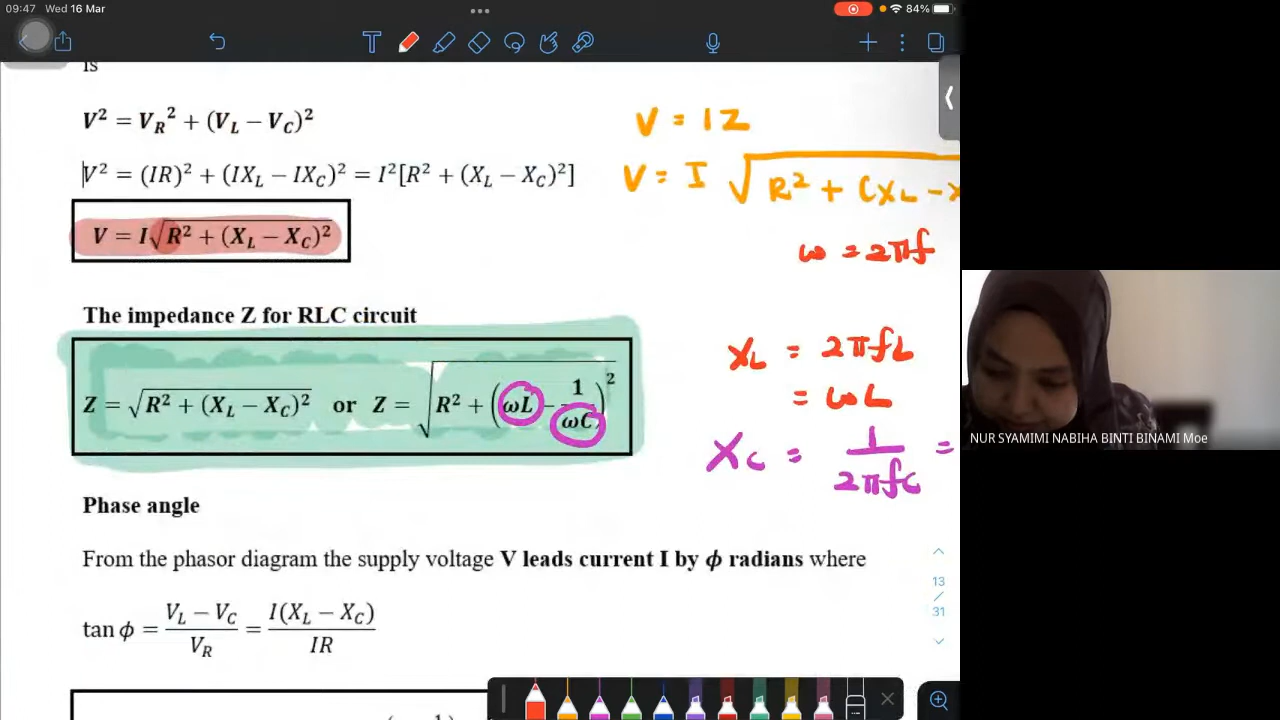 09:47 Wed 16 Mar
84%
is
V² = V_R² + (V_L − V_C)²
V² = (IR)² + (IX_L − IX_C)² = I²[R² + (X_L − X_C)²]
V = I√(R² + (X_L − X_C)²)
V = IZ
V = I √(R² + (X_L − X
ω = 2πf
The impedance Z for RLC circuit
Z = √(R² + (X_L − X_C)²) or Z = √(R² + (ωL − 1/ωC)²)
X_L = 2πfL
= ωL
X_C = 1/2πfC =
NUR SYAMIMI NABIHA BINTI BINAMI Moe
Phase angle
From the phasor diagram the supply voltage V leads current I by ϕ radians where
tan ϕ = (V_L − V_C)/V_R = I(X_L − X_C)/IR
13
/
31